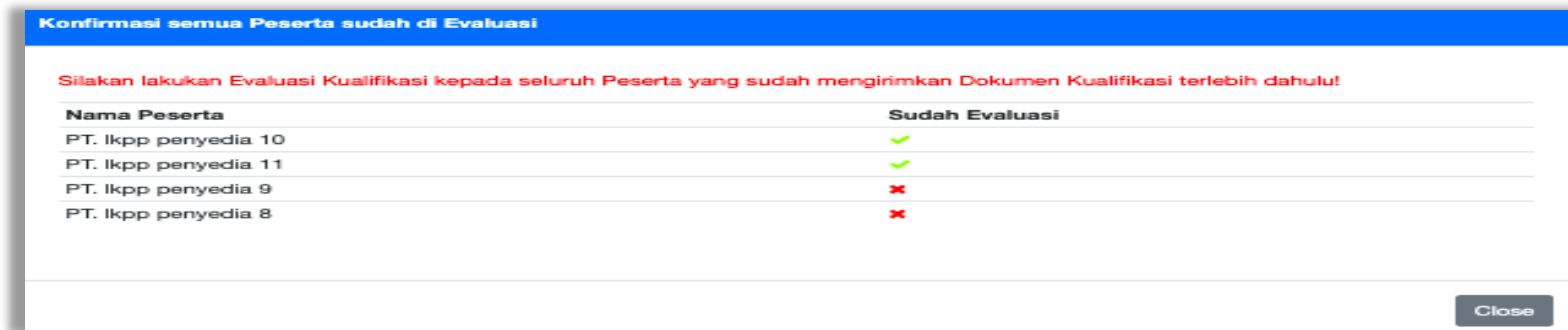 Konfirmasi semua Peserta sudah di Evaluasi
Silakan lakukan Evaluasi Kualifikasi kepada seluruh Peserta yang sudah mengirimkan Dokumen Kualifikasi terlebih dahulu!
Nama Peserta Sudah Evaluasi
PT. lkpp penyedia 10
PT. lkpp penyedia 11
PT. lkpp penyedia 9
PT. lkpp penyedia 8
Close